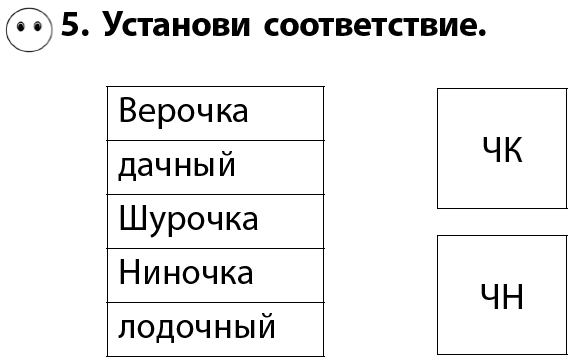 5. Установи соответствие.
Верочка
дачный
Шурочка
Ниночка
лодочный
ЧК
ЧН